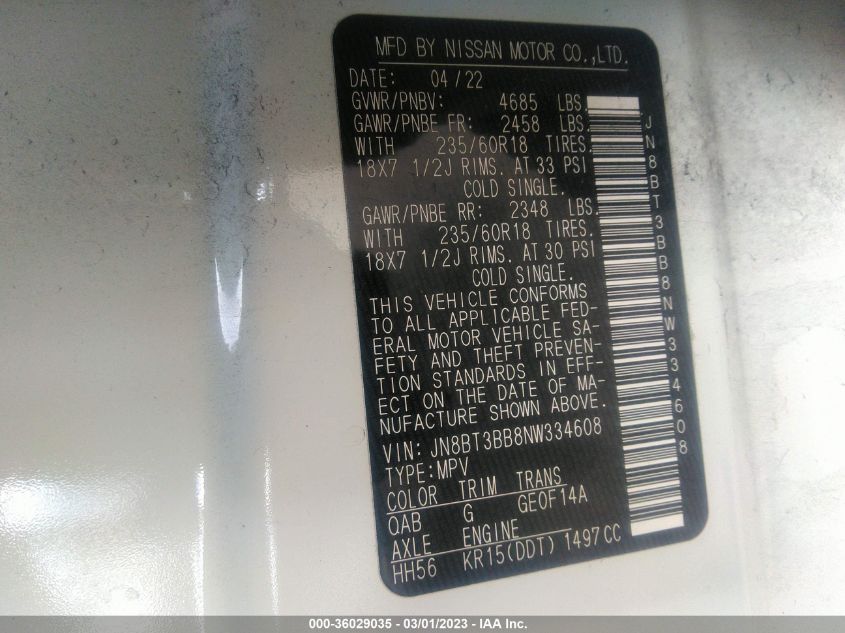 MFD BY NISSAN MOTOR CO.,LTD.
DATE: 04/22
GVWR/PNBV: 4685 LBS.
GAWR/PNBE FR: 2458 LBS.
WITH 235/60R18 TIRES.
18X7 1/2J RIMS. AT 33 PSI
COLD SINGLE.
GAWR/PNBE RR: 2348 LBS.
WITH 235/60R18 TIRES.
18X7 1/2J RIMS. AT 30 PSI
COLD SINGLE.
THIS VEHICLE CONFORMS
TO ALL APPLICABLE FED-
ERAL MOTOR VEHICLE SA-
FETY AND THEFT PREVEN-
TION STANDARDS IN EFF-
ECT ON THE DATE OF MA-
NUFACTURE SHOWN ABOVE.
VIN: JN8BT3BB8NW334608
TYPE:MPV
COLOR TRIM TRANS
QAB G GE0F14A
AXLE ENGINE
HH56 KR15(DDT) 1497CC
JN8BT3BB8NW334608
000-36029035 - 03/01/2023 - IAA Inc.